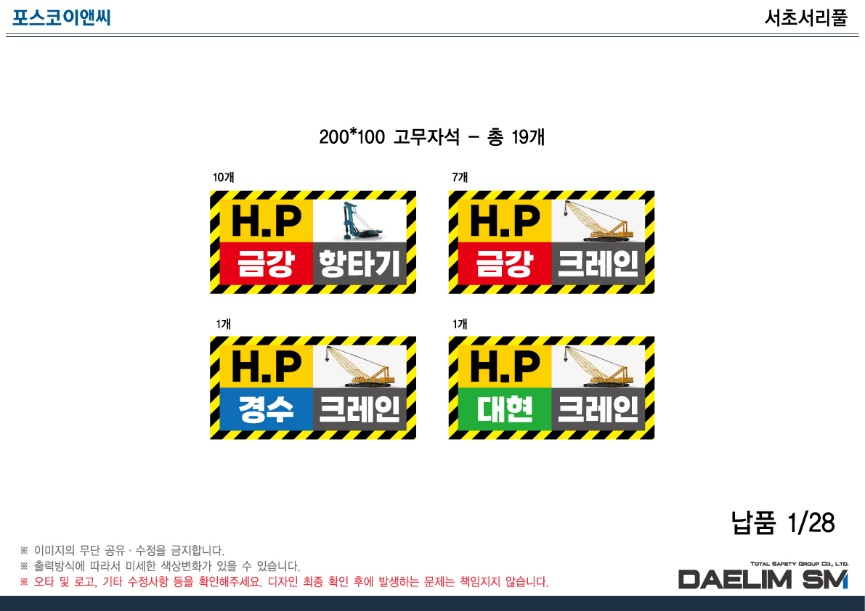 포스코이앤씨
서초서리풀
200*100 고무자석 - 총 19개
10개
7개
H.P
금강 항타기
H.P
금강 크레인
1개
1개
H.P
경수 크레인
H.P
대현 크레인
납품 1/28
※ 이미지의 무단 공유 · 수정을 금지합니다.
※ 출력방식에 따라서 미세한 색상변화가 있을 수 있습니다.
※ 오타 및 로고, 기타 수정사항 등을 확인해주세요. 디자인 최종 확인 후에 발생하는 문제는 책임지지 않습니다.
TOTAL SAFETY GROUP CO., LTD.
DAELIM SM